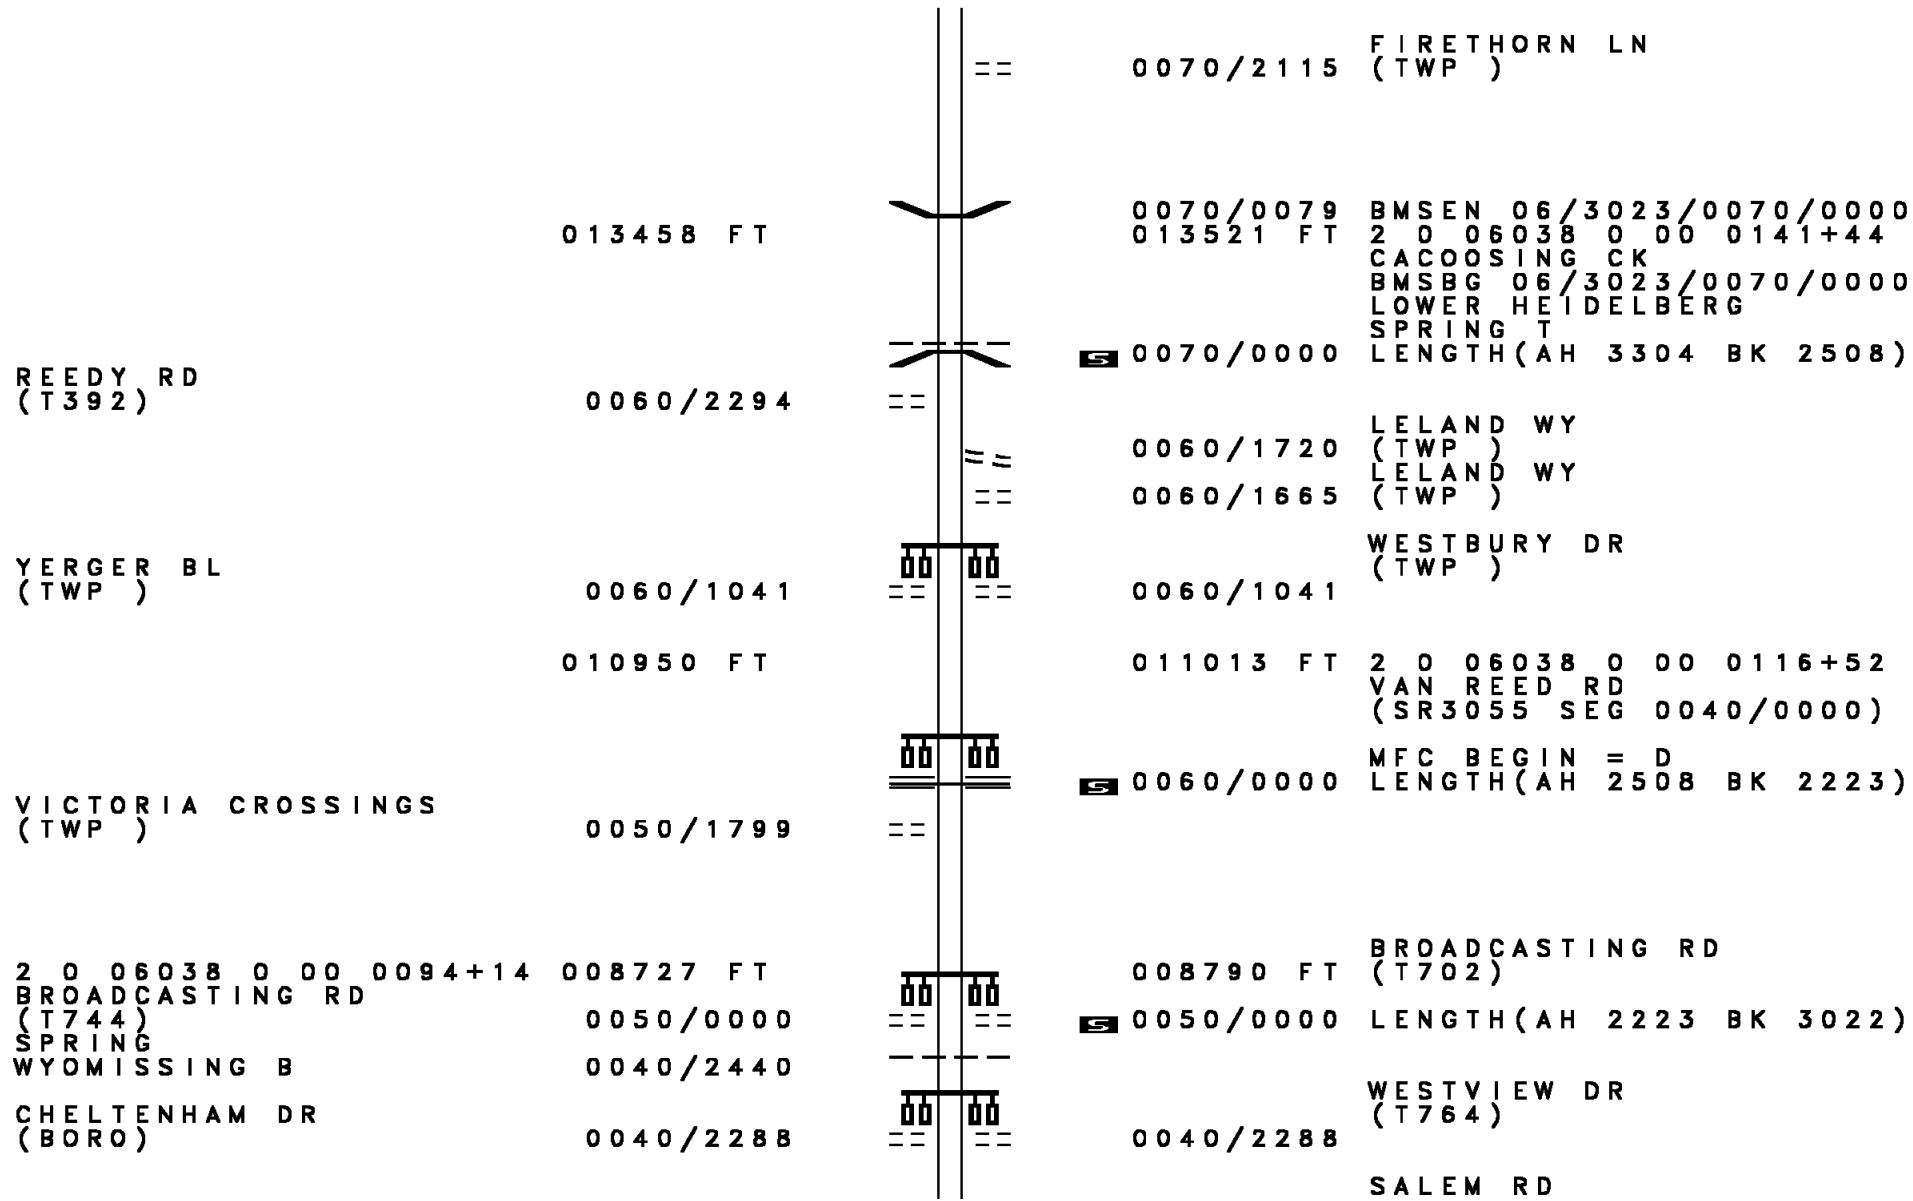 FIRETHORN LN
0070/2115 (TWP )
0070/0079 BMSEN 06/3023/0070/0000
013458 FT 013521 FT 2 0 06038 0 00 0141+44
CACOOSING CK
BMSBG 06/3023/0070/0000
LOWER HEIDELBERG
SPRING T
S 0070/0000 LENGTH(AH 3304 BK 2508)
REEDY RD
(T392) 0060/2294
LELAND WY
0060/1720 (TWP )
LELAND WY
0060/1665 (TWP )
WESTBURY DR
(TWP )
YERGER BL
(TWP ) 0060/1041 0060/1041
010950 FT 011013 FT 2 0 06038 0 00 0116+52
VAN REED RD
(SR3055 SEG 0040/0000)
MFC BEGIN = D
S 0060/0000 LENGTH(AH 2508 BK 2223)
VICTORIA CROSSINGS
(TWP ) 0050/1799
BROADCASTING RD
2 0 06038 0 00 0094+14 008727 FT 008790 FT (T702)
BROADCASTING RD
(T744) 0050/0000 S 0050/0000 LENGTH(AH 2223 BK 3022)
SPRING
WYOMISSING B 0040/2440
WESTVIEW DR
CHELTENHAM DR (T764)
(BORO) 0040/2288 0040/2288
SALEM RD